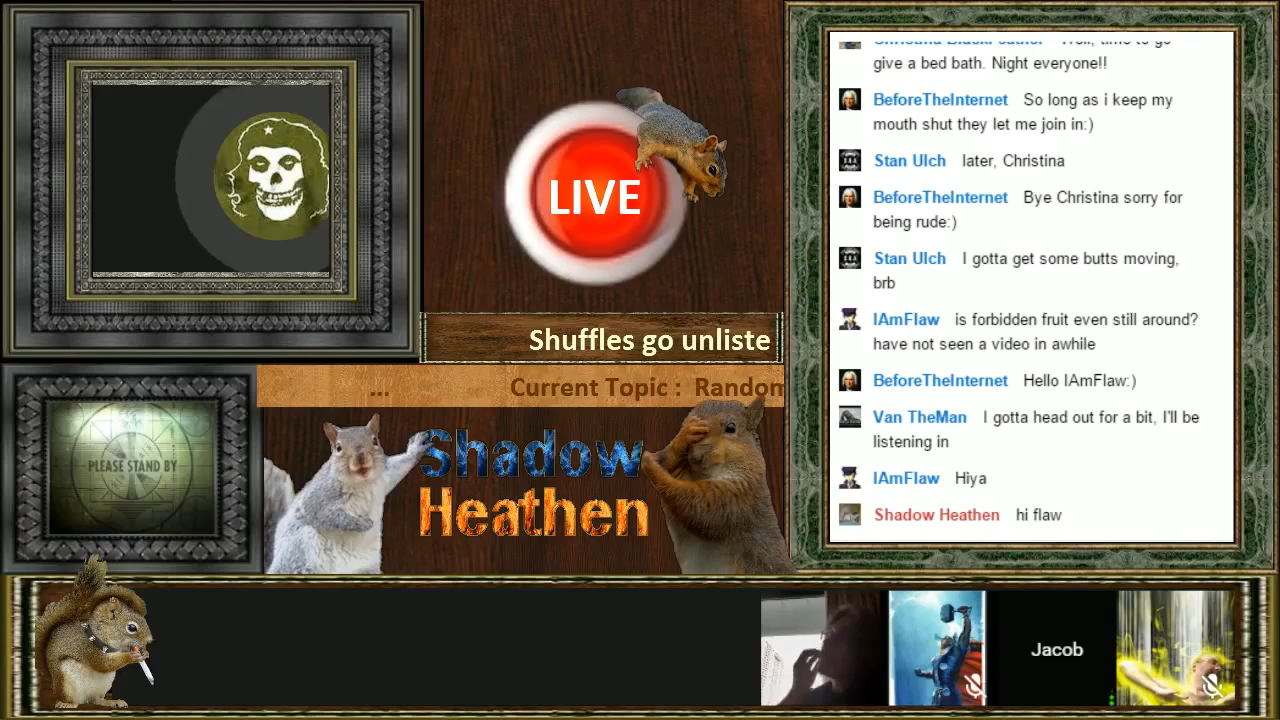 LIVE
Shuffles go unliste
... Current Topic : Random
PLEASE STAND BY
Shadow
Heathen
give a bed bath. Night everyone!!
BeforeTheInternet So long as i keep my
mouth shut they let me join in:)
Stan Ulch later, Christina
BeforeTheInternet Bye Christina sorry for
being rude:)
Stan Ulch I gotta get some butts moving,
brb
IAmFlaw is forbidden fruit even still around?
have not seen a video in awhile
BeforeTheInternet Hello IAmFlaw:)
Van TheMan I gotta head out for a bit, I'll be
listening in
IAmFlaw Hiya
Shadow Heathen hi flaw
Jacob